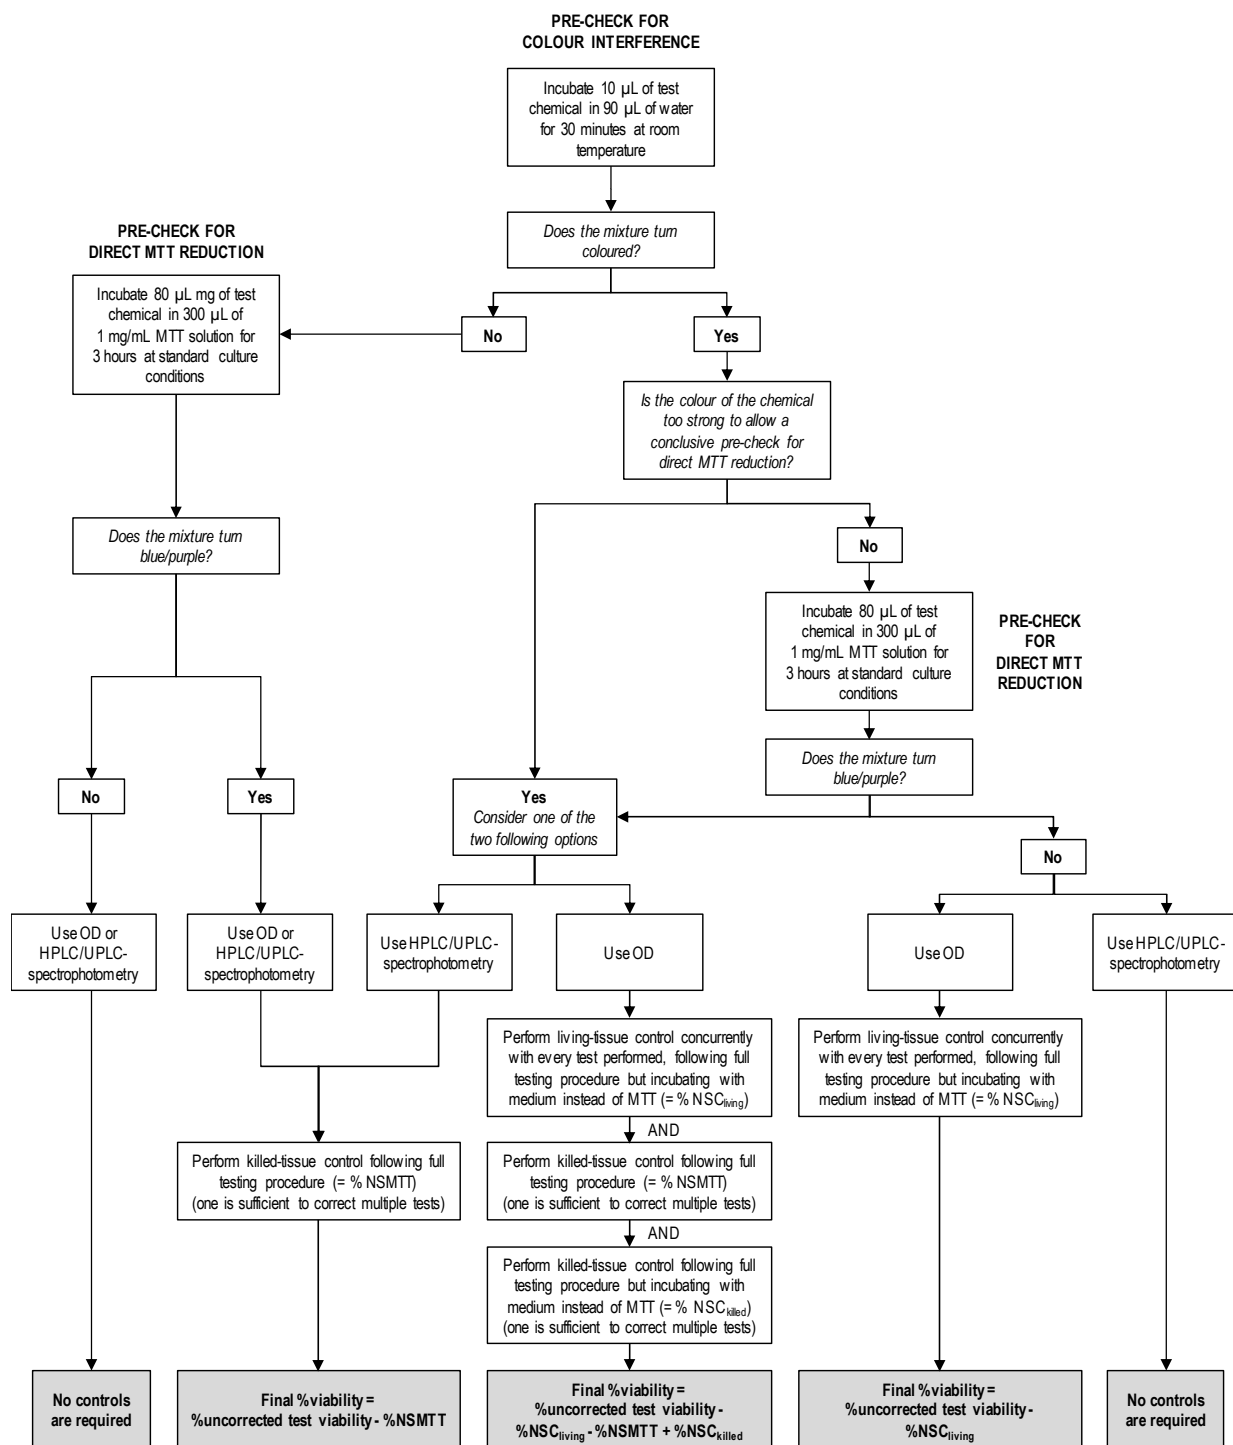 PRE-CHECK FOR
COLOUR INTERFERENCE
Incubate 10 µL of test
chemical in 90 µL of water
for 30 minutes at room
temperature
Does the mixture turn
coloured?
PRE-CHECK FOR
DIRECT MTT REDUCTION
Incubate 80 µL mg of test
chemical in 300 µL of
1 mg/mL MTT solution for
3 hours at standard culture
conditions
No
Yes
Is the colour of the chemical
too strong to allow a
conclusive pre-check for
direct MTT reduction?
Does the mixture turn
blue/purple?
No
Incubate 80 µL of test
chemical in 300 µL of
1 mg/mL MTT solution for
3 hours at standard culture
conditions
PRE-CHECK
FOR
DIRECT MTT
REDUCTION
Does the mixture turn
blue/purple?
No
Yes
Yes
Consider one of the
two following options
No
Use OD or
HPLC/UPLC-
spectrophotometry
Use OD or
HPLC/UPLC-
spectrophotometry
Use HPLC/UPLC-
spectrophotometry
Use OD
Use OD
Use HPLC/UPLC-
spectrophotometry
Perform living-tissue control concurrently
with every test performed, following full
testing procedure but incubating with
medium instead of MTT (= % NSCliving)
Perform living-tissue control concurrently
with every test performed, following full
testing procedure but incubating with
medium instead of MTT (= % NSCliving)
AND
Perform killed-tissue control following full
testing procedure (= % NSMTT)
(one is sufficient to correct multiple tests)
Perform killed-tissue control following full
testing procedure (= % NSMTT)
(one is sufficient to correct multiple tests)
AND
Perform killed-tissue control following full
testing procedure but incubating with
medium instead of MTT (= % NSCkilled)
(one is sufficient to correct multiple tests)
No controls
are required
Final %viability =
%uncorrected test viability - %NSMTT
Final %viability =
%uncorrected test viability -
%NSCliving - %NSMTT + %NSCkilled
Final %viability =
%uncorrected test viability -
%NSCliving
No controls
are required